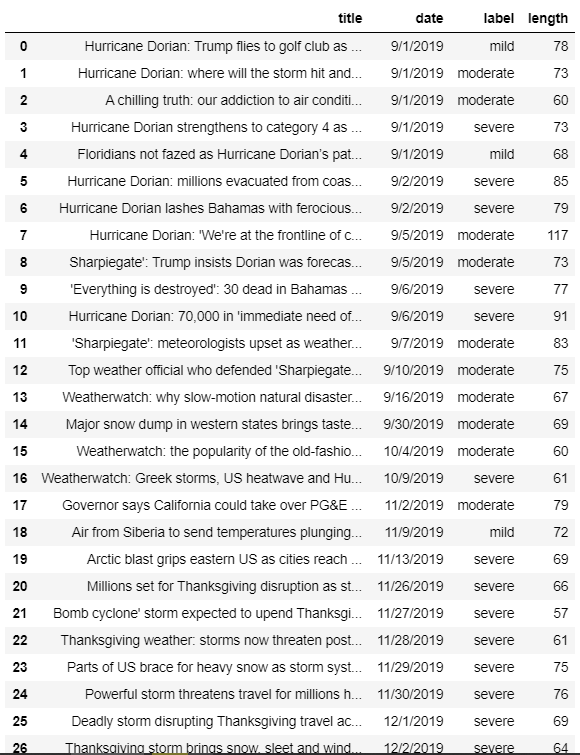 title date label length
0 Hurricane Dorian: Trump flies to golf club as ... 9/1/2019 mild 78
1 Hurricane Dorian: where will the storm hit and... 9/1/2019 moderate 73
2 A chilling truth: our addiction to air conditi... 9/1/2019 moderate 60
3 Hurricane Dorian strengthens to category 4 as ... 9/1/2019 severe 73
4 Floridians not fazed as Hurricane Dorian's pat... 9/1/2019 mild 68
5 Hurricane Dorian: millions evacuated from coas... 9/2/2019 severe 85
6 Hurricane Dorian lashes Bahamas with ferocious... 9/2/2019 severe 79
7 Hurricane Dorian: 'We're at the frontline of c... 9/5/2019 moderate 117
8 Sharpiegate': Trump insists Dorian was forecas... 9/5/2019 moderate 73
9 'Everything is destroyed': 30 dead in Bahamas ... 9/6/2019 severe 77
10 Hurricane Dorian: 70,000 in 'immediate need of... 9/6/2019 severe 91
11 'Sharpiegate': meteorologists upset as weather... 9/7/2019 moderate 83
12 Top weather official who defended 'Sharpiegate... 9/10/2019 moderate 75
13 Weatherwatch: why slow-motion natural disaster... 9/16/2019 moderate 67
14 Major snow dump in western states brings taste... 9/30/2019 moderate 69
15 Weatherwatch: the popularity of the old-fashio... 10/4/2019 moderate 60
16 Weatherwatch: Greek storms, US heatwave and Hu... 10/9/2019 severe 61
17 Governor says California could take over PG&E ... 11/2/2019 moderate 79
18 Air from Siberia to send temperatures plunging... 11/9/2019 mild 72
19 Arctic blast grips eastern US as cities reach ... 11/13/2019 severe 69
20 Millions set for Thanksgiving disruption as st... 11/26/2019 severe 66
21 Bomb cyclone' storm expected to upend Thanksgi... 11/27/2019 severe 57
22 Thanksgiving weather: storms now threaten post... 11/28/2019 severe 61
23 Parts of US brace for heavy snow as storm syst... 11/29/2019 severe 75
24 Powerful storm threatens travel for millions h... 11/30/2019 severe 76
25 Deadly storm disrupting Thanksgiving travel ac... 12/1/2019 severe 69
26 Thanksgiving storm brings snow, sleet and wind... 12/2/2019 severe 64